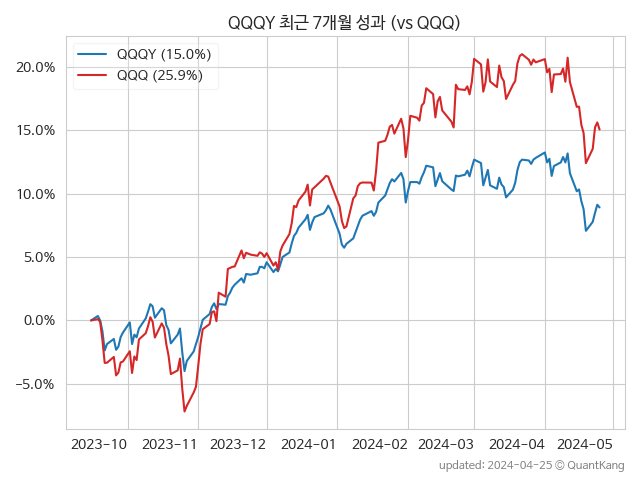 QQQY 최근 7개월 성과 (vs QQQ)
QQQY (15.0%)
QQQ (25.9%)
20.0%
15.0%
10.0%
5.0%
0.0%
−5.0%
2023−10 2023−11 2023−12 2024−01 2024−02 2024−03 2024−04 2024−05
updated: 2024−04−25 © QuantKang